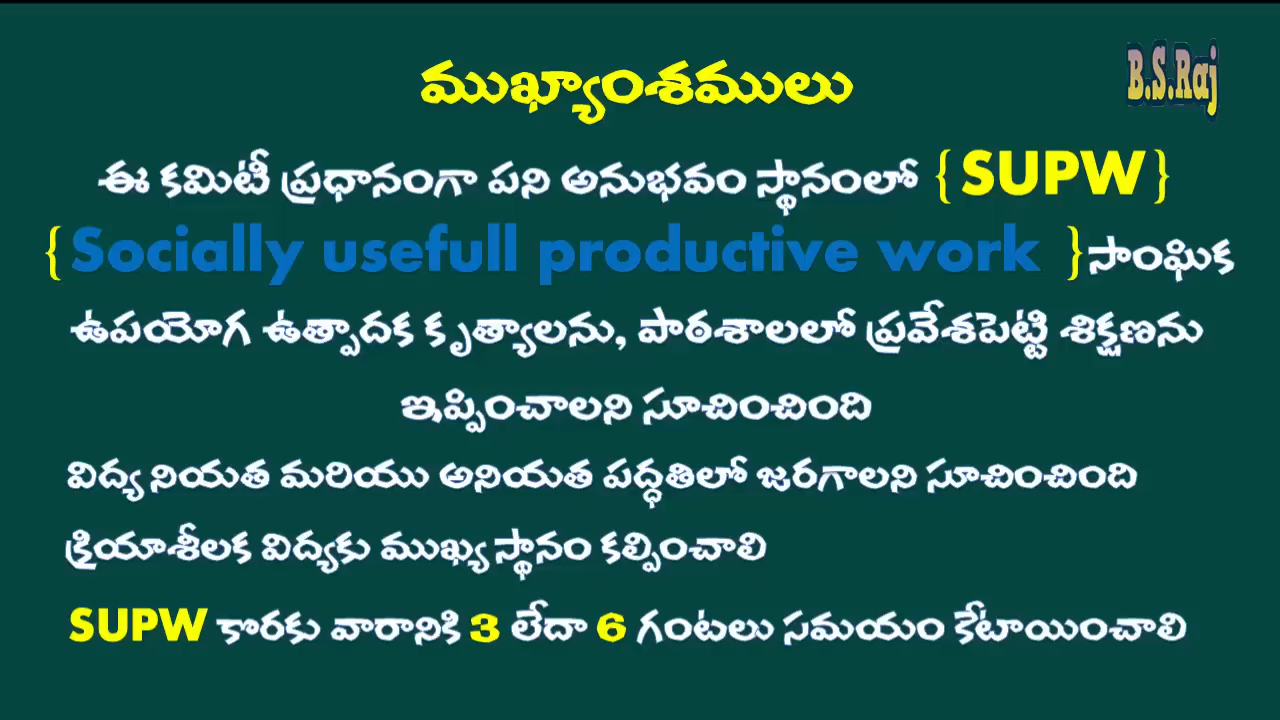 ముఖ్యాంశములు
B.S.Raj
ఈ కమిటీ ప్రధానంగా పని అనుభవం స్థానంలో {SUPW}
{Socially usefull productive work }సాంఘిక
ఉపయోగ ఉత్పాదక కృత్యాలను, పాఠశాలలలో ప్రవేశపెట్టి శిక్షణను
ఇప్పించాలని సూచించింది
విద్య నియత మరియు అనియత పద్ధతిలో జరగాలని సూచించింది
క్రియాశీలక విద్యకు ముఖ్య స్థానం కల్పించాలి
SUPW కొరకు వారానికి 3 లేదా 6 గంటలు సమయం కేటాయించాలి